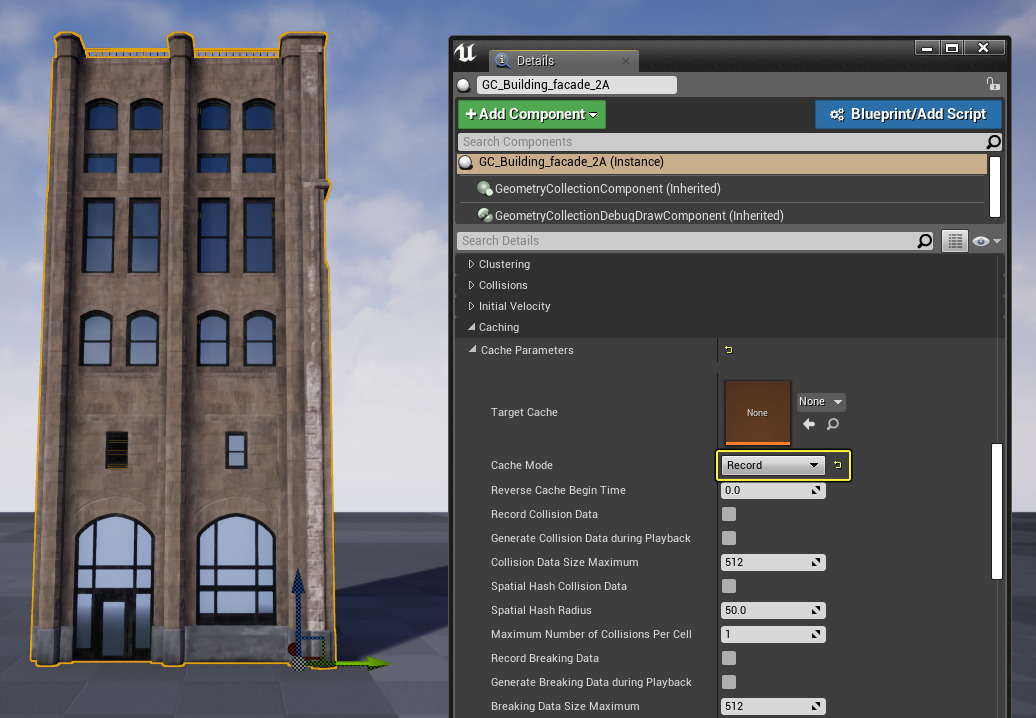 Details
GC_Building_facade_2A
+Add Component
Blueprint/Add Script
Search Components
GC_Building_facade_2A (Instance)
GeometryCollectionComponent (Inherited)
GeometryCollectionDebugDrawComponent (Inherited)
Search Details
Clustering
Collisions
Initial Velocity
Caching
Cache Parameters
Target Cache
None
None
Cache Mode
Record
Reverse Cache Begin Time
0.0
Record Collision Data
Generate Collision Data during Playback
Collision Data Size Maximum
512
Spatial Hash Collision Data
Spatial Hash Radius
50.0
Maximum Number of Collisions Per Cell
1
Record Breaking Data
Generate Breaking Data during Playback
Breaking Data Size Maximum
512